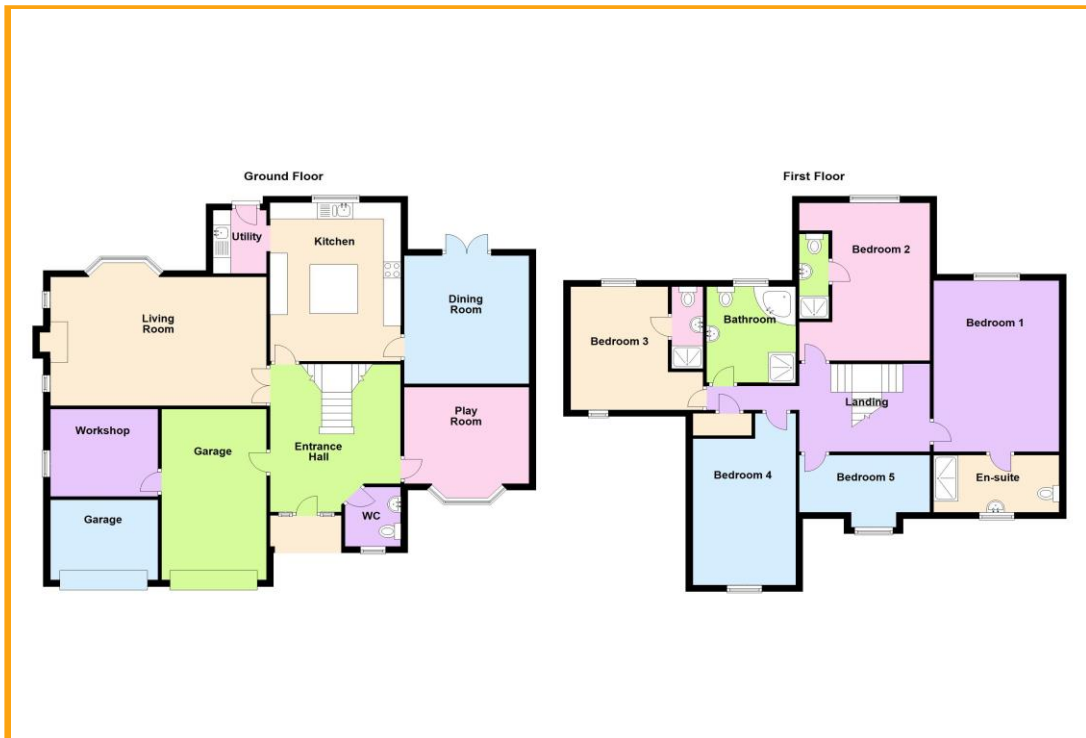 Ground Floor
Utility
Kitchen
Living
Room
Dining
Room
Workshop
Garage
Entrance
Hall
Play
Room
Garage
WC
First Floor
Bedroom 2
Bedroom 3
Bathroom
Bedroom 1
Landing
Bedroom 4
Bedroom 5
En-suite